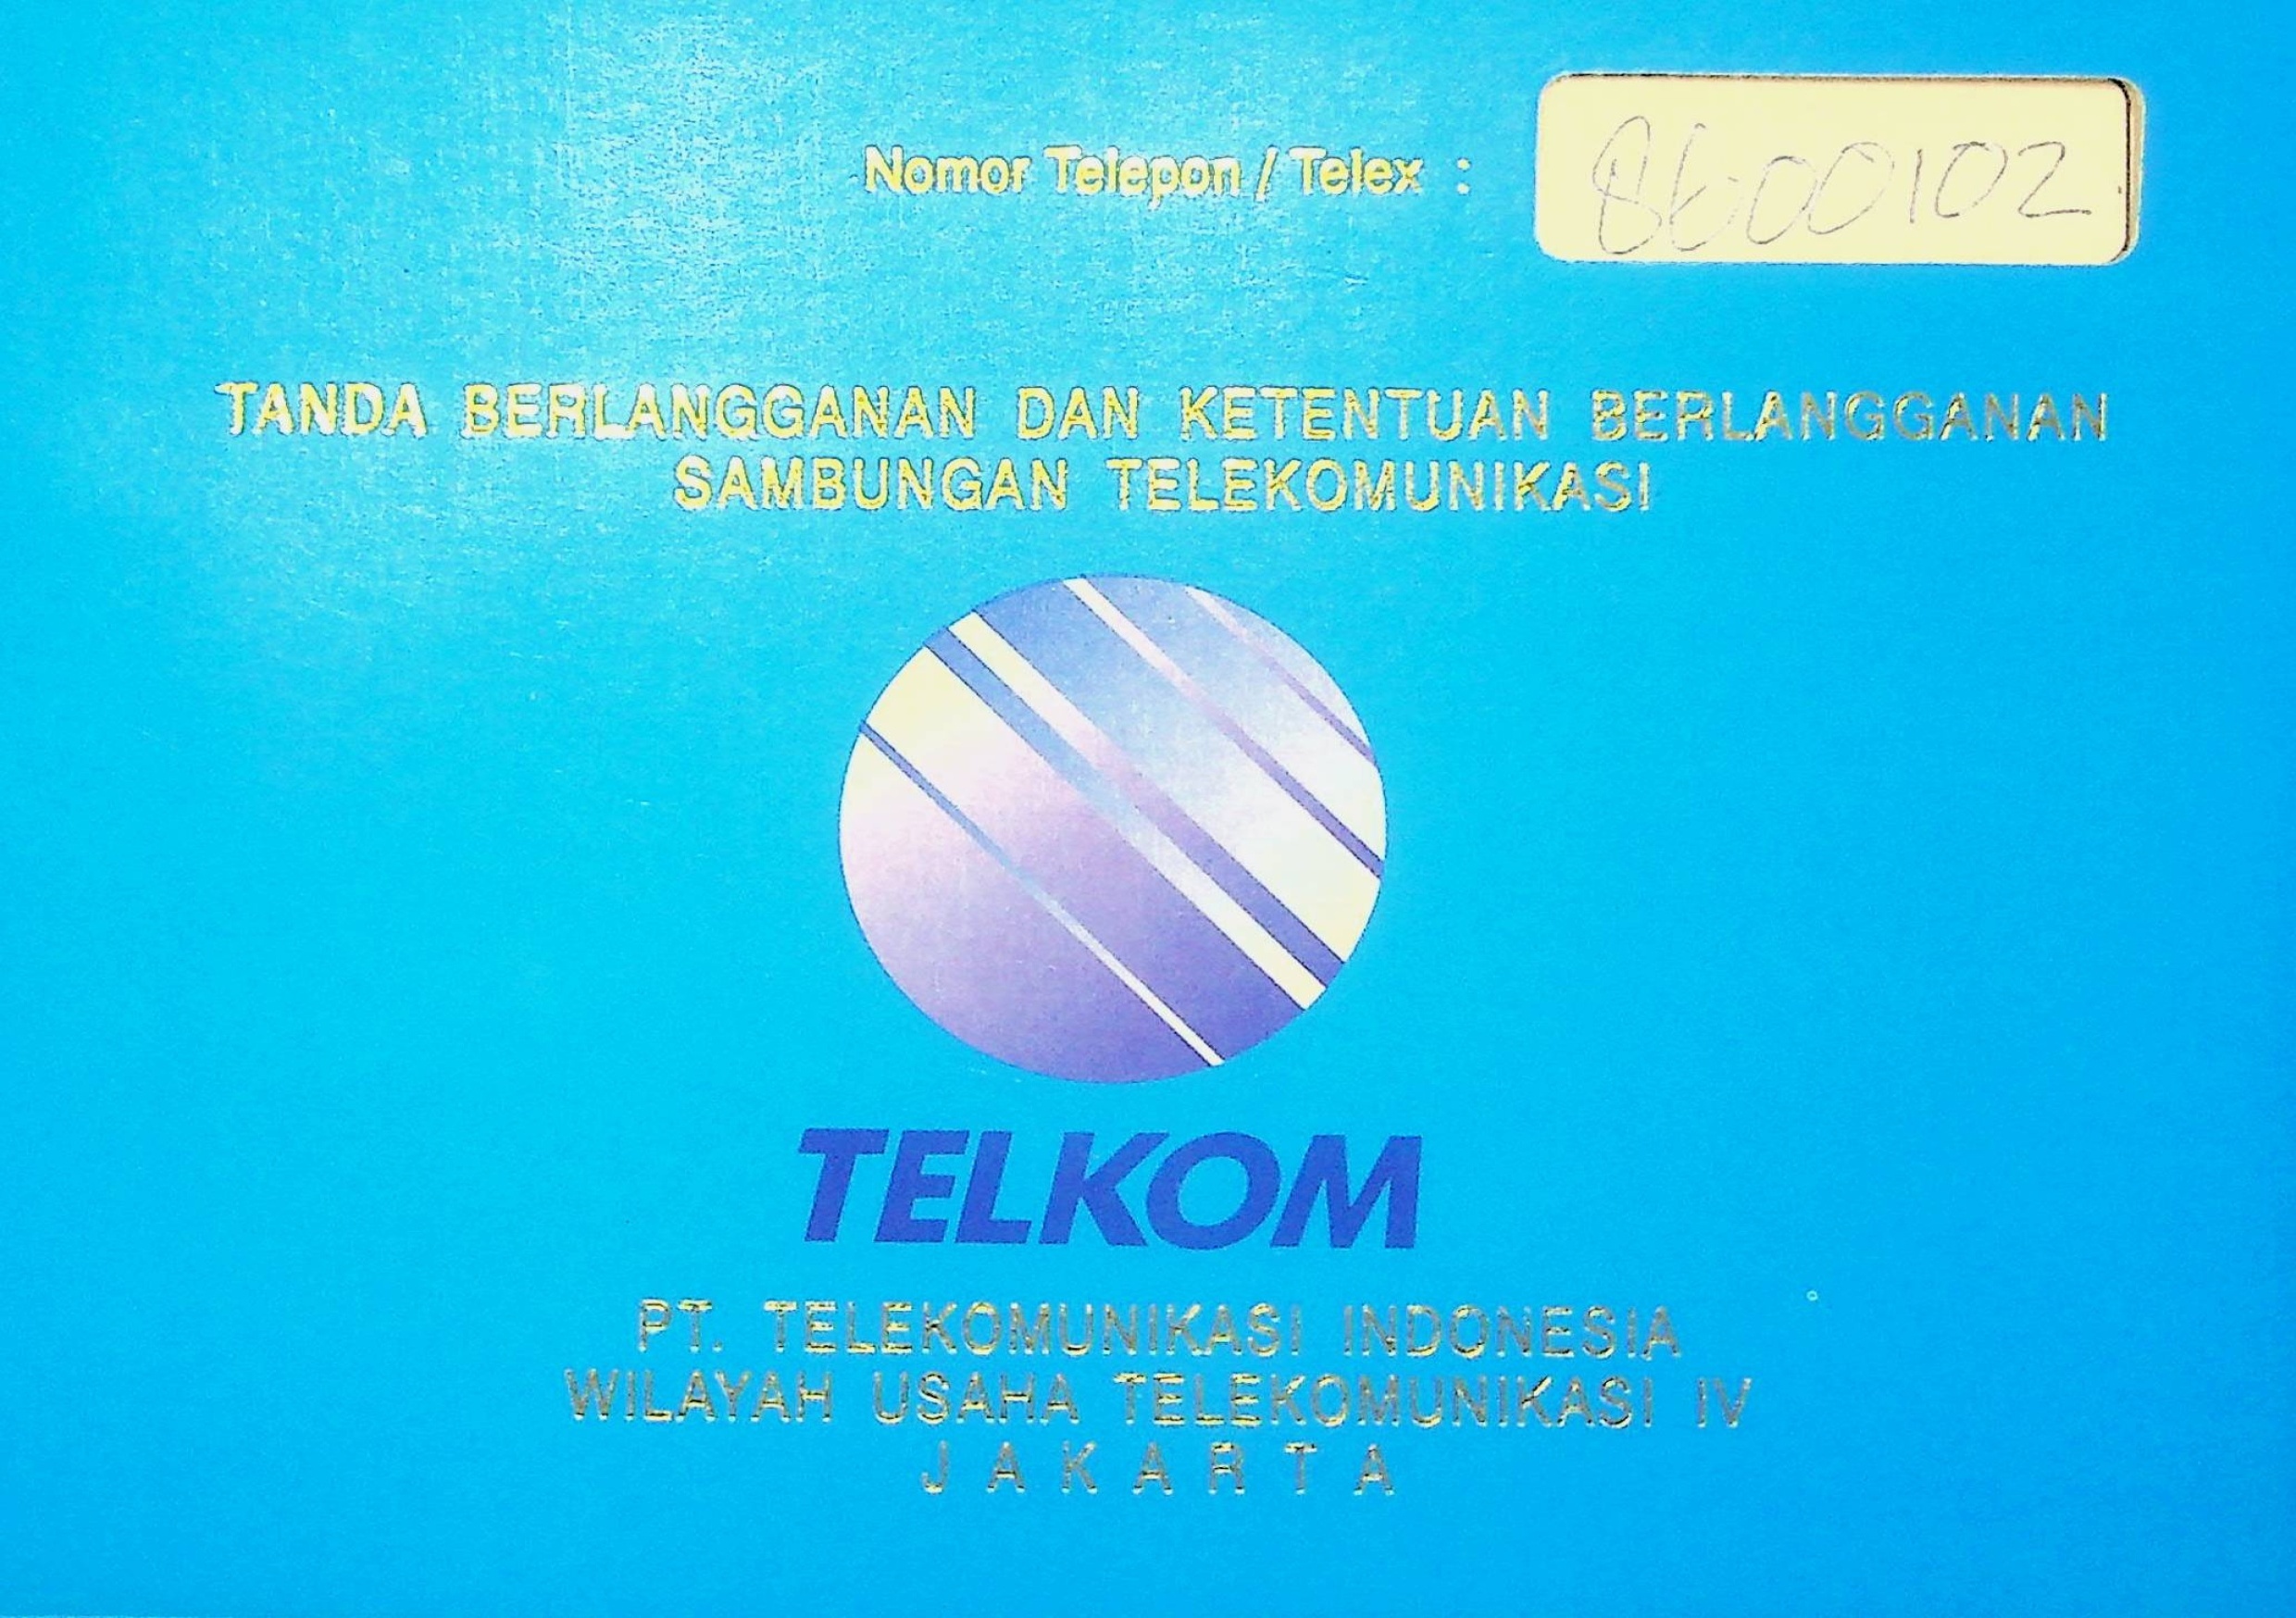 Nomor Telepon / Telex : 8600102
TANDA BERLANGGANAN DAN KETENTUAN BERLANGGANAN
SAMBUNGAN TELEKOMUNIKASI
TELKOM
PT. TELEKOMUNIKASI INDONESIA
WILAYAH USAHA TELEKOMUNIKASI IV
J A K A R T A